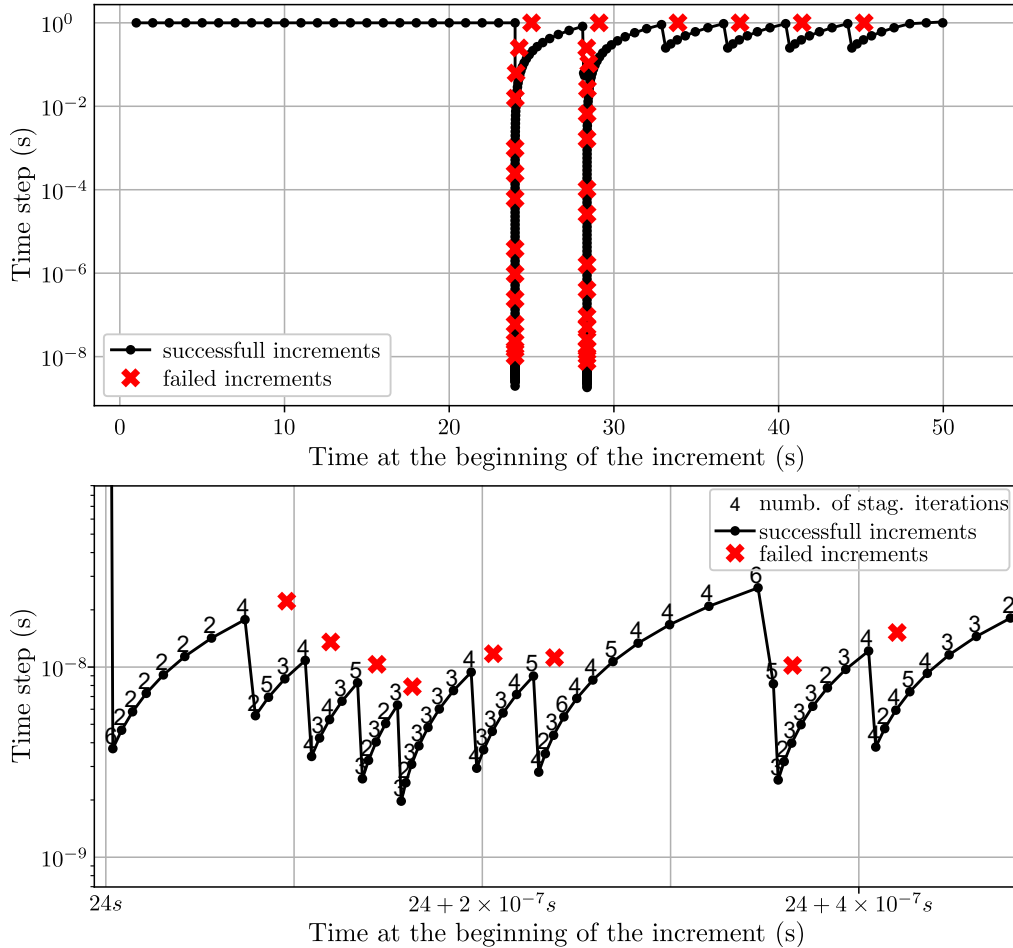 10⁰
10⁻²
10⁻⁴
10⁻⁶
10⁻⁸
Time step (s)
successfull increments
failed increments
0 10 20 30 40 50
Time at the beginning of the increment (s)
4 numb. of stag. iterations
successfull increments
failed increments
10⁻⁸
10⁻⁹
Time step (s)
6 2 2 2 2 2 2 4
2 5 3 4
4 3 4 3 5
3 3 3 2 3
3 2 3 3 3 3 3 4
4 3 3 3 4 5
4 2 3 6 4 4 5 4 4 4 4 6
5
3 2 3 3 3 2 3 4
4 2 4 5 4 4 3 3 2
24s 24 + 2 × 10⁻⁷s 24 + 4 × 10⁻⁷s
Time at the beginning of the increment (s)